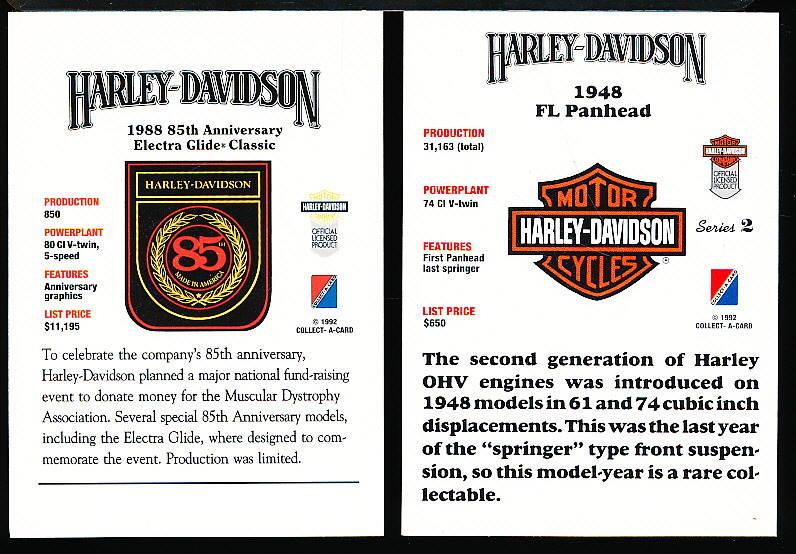 HARLEY-DAVIDSON
1988 85th Anniversary
Electra Glide® Classic
PRODUCTION
850
POWERPLANT
80 CI V-twin,
5-speed
FEATURES
Anniversary
graphics
LIST PRICE
$11,195
HARLEY-DAVIDSON
85TH
MADE IN AMERICA
HARLEY-DAVIDSON
OFFICIAL
LICENSED
PRODUCT
COLLECT-A-CARD
© 1992
COLLECT- A-CARD
To celebrate the company's 85th anniversary,
Harley-Davidson planned a major national fund-raising
event to donate money for the Muscular Dystrophy
Association. Several special 85th Anniversary models,
including the Electra Glide, where designed to com-
memorate the event. Production was limited.
HARLEY-DAVIDSON
1948
FL Panhead
PRODUCTION
31,163 (total)
POWERPLANT
74 CI V-twin
FEATURES
First Panhead
last springer
LIST PRICE
$650
MOTOR
HARLEY-DAVIDSON
CYCLES
®
HARLEY-DAVIDSON
OFFICIAL
LICENSED
PRODUCT
Series 2
COLLECT-A-CARD
© 1992
COLLECT- A-CARD
The second generation of Harley
OHV engines was introduced on
1948 models in 61 and 74 cubic inch
displacements. This was the last year
of the "springer" type front suspen-
sion, so this model-year is a rare col-
lectable.